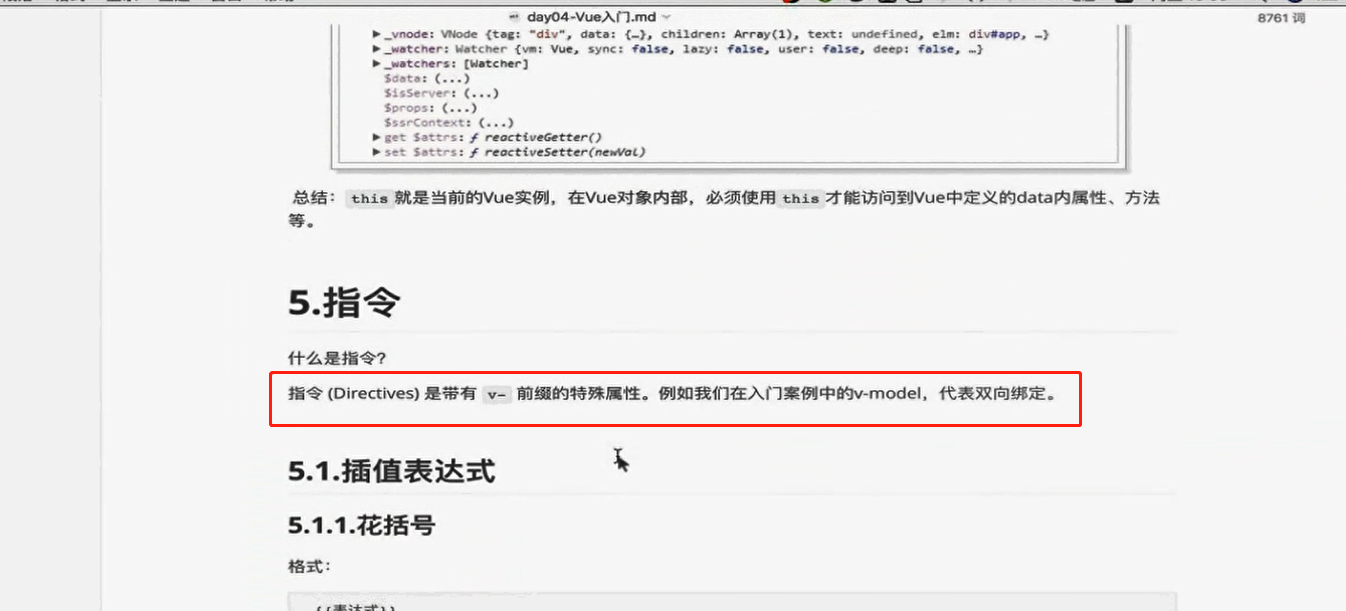 day04-Vue入门.md
8761 词
▶_vnode: VNode {tag: "div", data: {…}, children: Array(1), text: undefined, elm: div#app, …}
▶_watcher: Watcher {vm: Vue, sync: false, lazy: false, user: false, deep: false, …}
▶_watchers: [Watcher]
$data: (...)
$isServer: (...)
$props: (...)
$ssrContext: (...)
▶get $attrs: ƒ reactiveGetter()
▶set $attrs: ƒ reactiveSetter(newVal)
总结： this 就是当前的Vue实例，在Vue对象内部，必须使用 this 才能访问到Vue中定义的data内属性、方法
等。
5.指令
什么是指令?
指令 (Directives) 是带有 v- 前缀的特殊属性。例如我们在入门案例中的v-model，代表双向绑定。
5.1.插值表达式
5.1.1.花括号
格式：
{{表达式}}